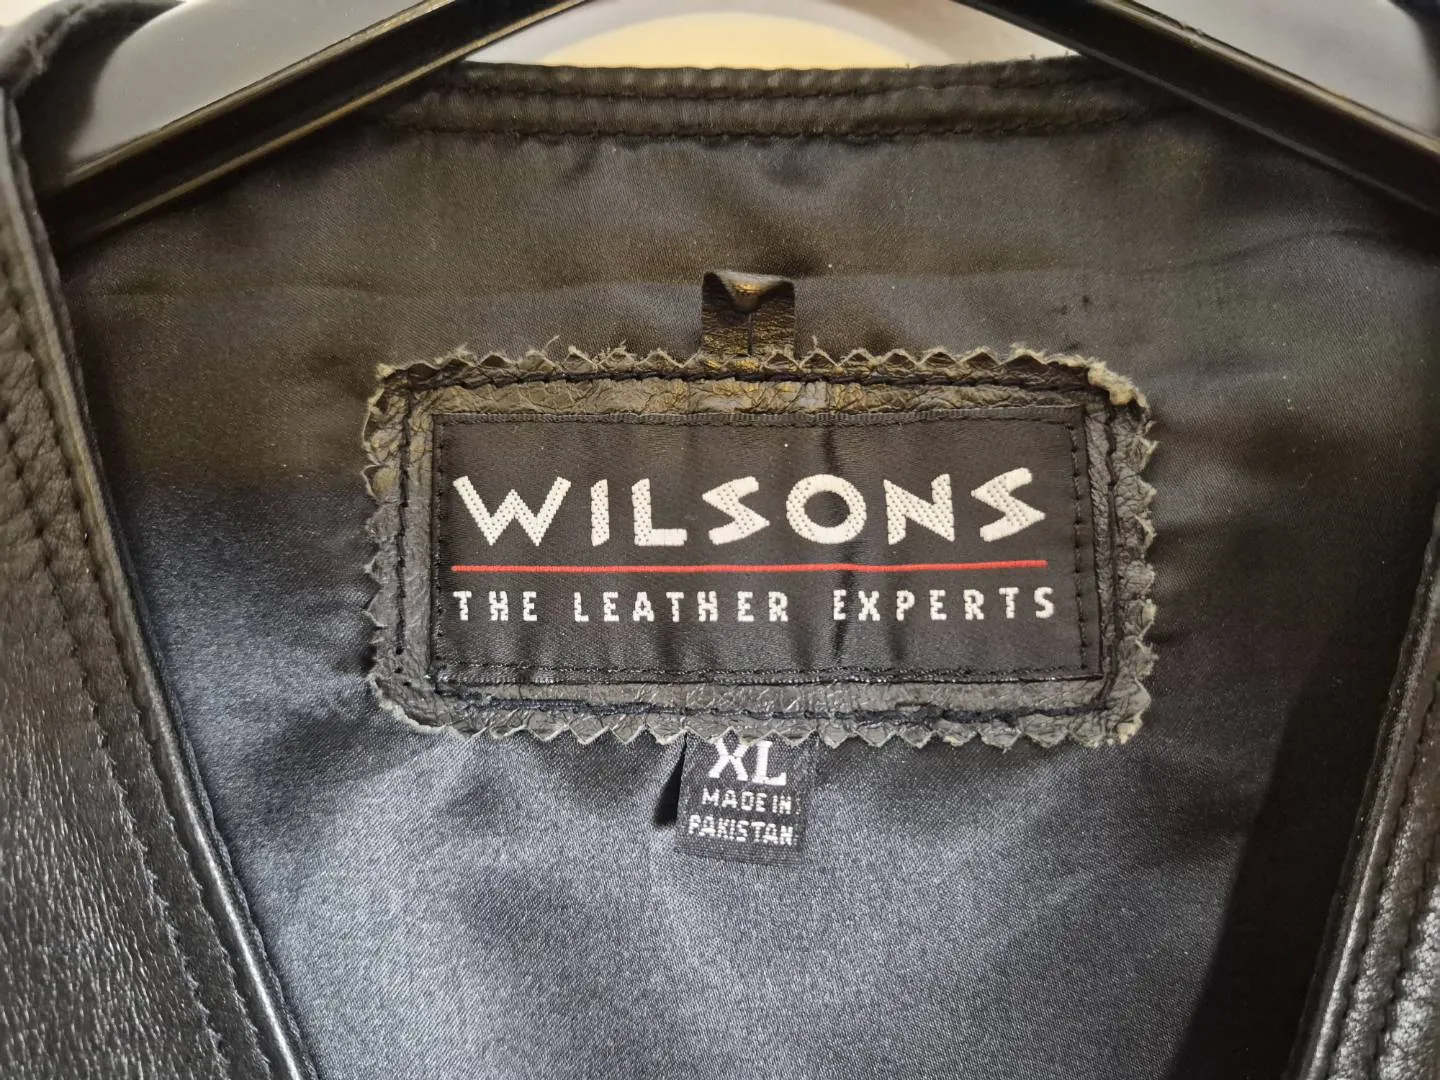 WILSONS
THE LEATHER EXPERTS
XL
MADE IN
PAKISTAN